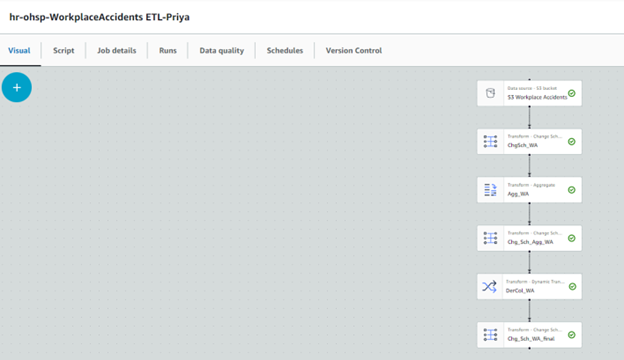 hr-ohsp-WorkplaceAccidents ETL-Priya
Visual
Script
Job details
Runs
Data quality
Schedules
Version Control
+
Data source - S3 bucket
S3 Workplace Accidents
Transform - Change Sch...
ChgSch_WA
Transform - Aggregate
Agg_WA
Transform - Change Sch...
Chg_Sch_Agg_WA
Transform - Dynamic Tran...
DerCol_WA
Transform - Change Sch...
Chg_Sch_WA_final